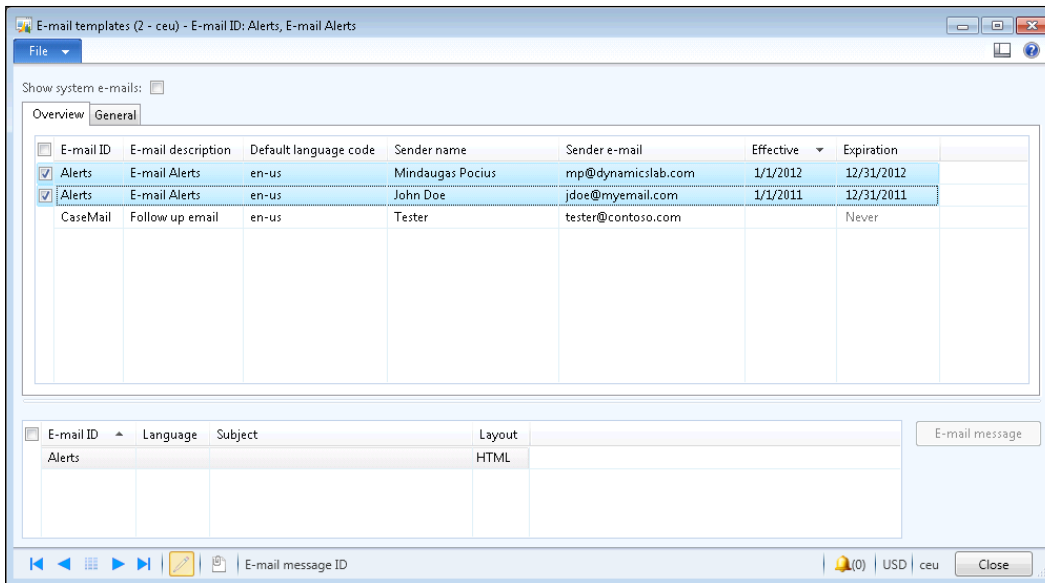 E-mail templates (2 - ceu) - E-mail ID: Alerts, E-mail Alerts
File
Show system e-mails:
Overview General
E-mail ID E-mail description Default language code Sender name Sender e-mail Effective Expiration
Alerts E-mail Alerts en-us Mindaugas Pocius mp@dynamicslab.com 1/1/2012 12/31/2012
Alerts E-mail Alerts en-us John Doe jdoe@myemail.com 1/1/2011 12/31/2011
CaseMail Follow up email en-us Tester tester@contoso.com Never
E-mail ID Language Subject Layout E-mail message
Alerts HTML
E-mail message ID (0) USD ceu Close